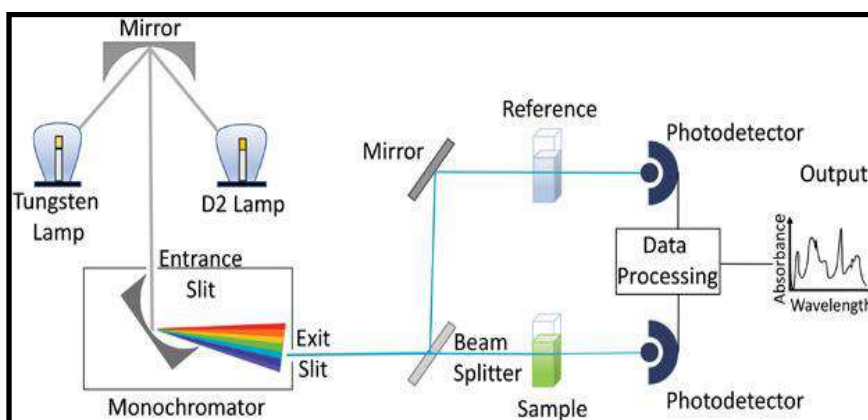 Mirror
Tungsten
Lamp
D2 Lamp
Entrance
Slit
Exit
Slit
Monochromator
Mirror
Beam
Splitter
Reference
Sample
Photodetector
Data
Processing
Photodetector
Output
Absorbance
Wavelength